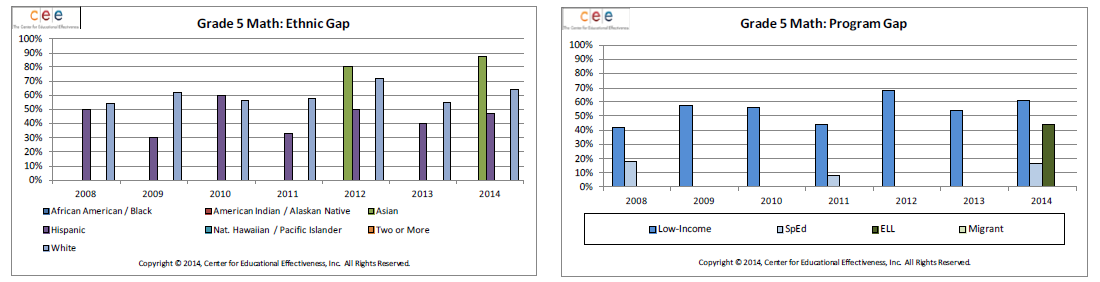 cee
(The Center for Educational Effectiveness)
Grade 5 Math: Ethnic Gap
100%
90%
80%
70%
60%
50%
40%
30%
20%
10%
0%
2008 2009 2010 2011 2012 2013 2014
African American / Black American Indian / Alaskan Native Asian
Hispanic Nat. Hawaiian / Pacific Islander Two or More
White
Copyright © 2014, Center for Educational Effectiveness, Inc. All Rights Reserved.
cee
(The Center for Educational Effectiveness)
Grade 5 Math: Program Gap
100%
90%
80%
70%
60%
50%
40%
30%
20%
10%
0%
2008 2009 2010 2011 2012 2013 2014
Low-Income SpEd ELL Migrant
Copyright © 2014, Center for Educational Effectiveness, Inc. All Rights Reserved.